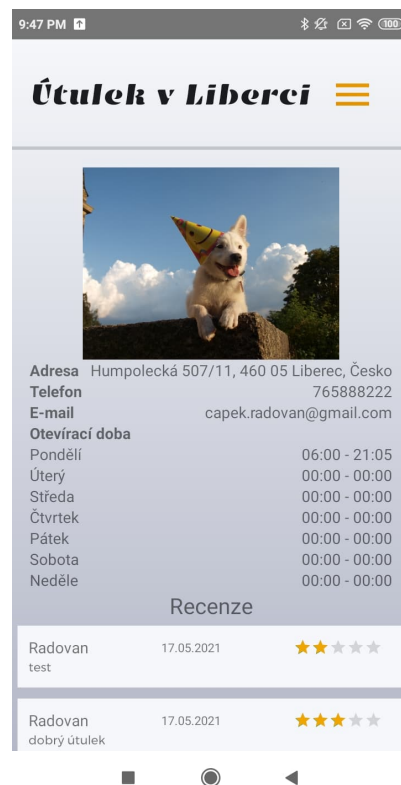 9:47 PM 100
Útulek v Liberci
Adresa Humpolecká 507/11, 460 05 Liberec, Česko
Telefon 765888222
E-mail capek.radovan@gmail.com
Otevírací doba
Pondělí 06:00 - 21:05
Úterý 00:00 - 00:00
Středa 00:00 - 00:00
Čtvrtek 00:00 - 00:00
Pátek 00:00 - 00:00
Sobota 00:00 - 00:00
Neděle 00:00 - 00:00
Recenze
Radovan 17.05.2021
test
Radovan 17.05.2021
dobrý útulek